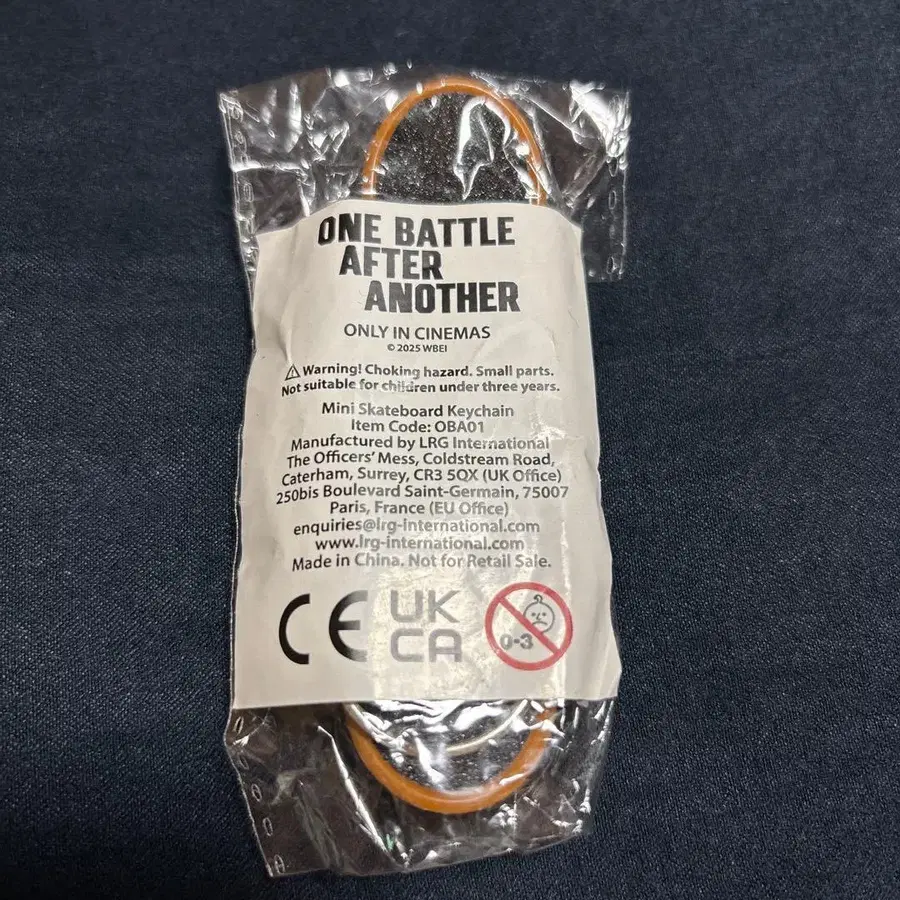 ONE BATTLE
AFTER
ANOTHER
ONLY IN CINEMAS
© 2025 WBEI
Warning! Choking hazard. Small parts.
Not suitable for children under three years.
Mini Skateboard Keychain
Item Code: OBA01
Manufactured by LRG International
The Officers' Mess, Coldstream Road,
Caterham, Surrey, CR3 5QX (UK Office)
250bis Boulevard Saint-Germain, 75007
Paris, France (EU Office)
enquiries@lrg-international.com
www.lrg-international.com
Made in China. Not for Retail Sale.
CE
UK
CA
0-3